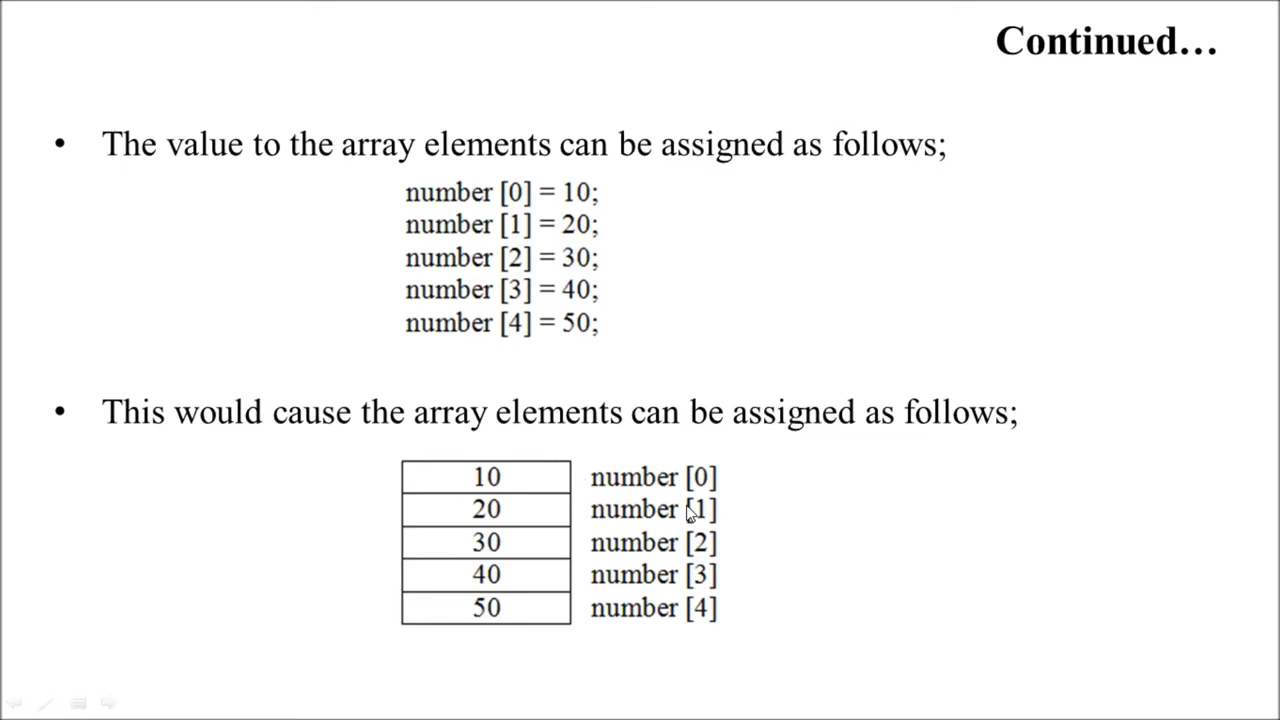 Continued…
• The value to the array elements can be assigned as follows;
number [0] = 10;
number [1] = 20;
number [2] = 30;
number [3] = 40;
number [4] = 50;
• This would cause the array elements can be assigned as follows;
10 number [0]
20 number [1]
30 number [2]
40 number [3]
50 number [4]